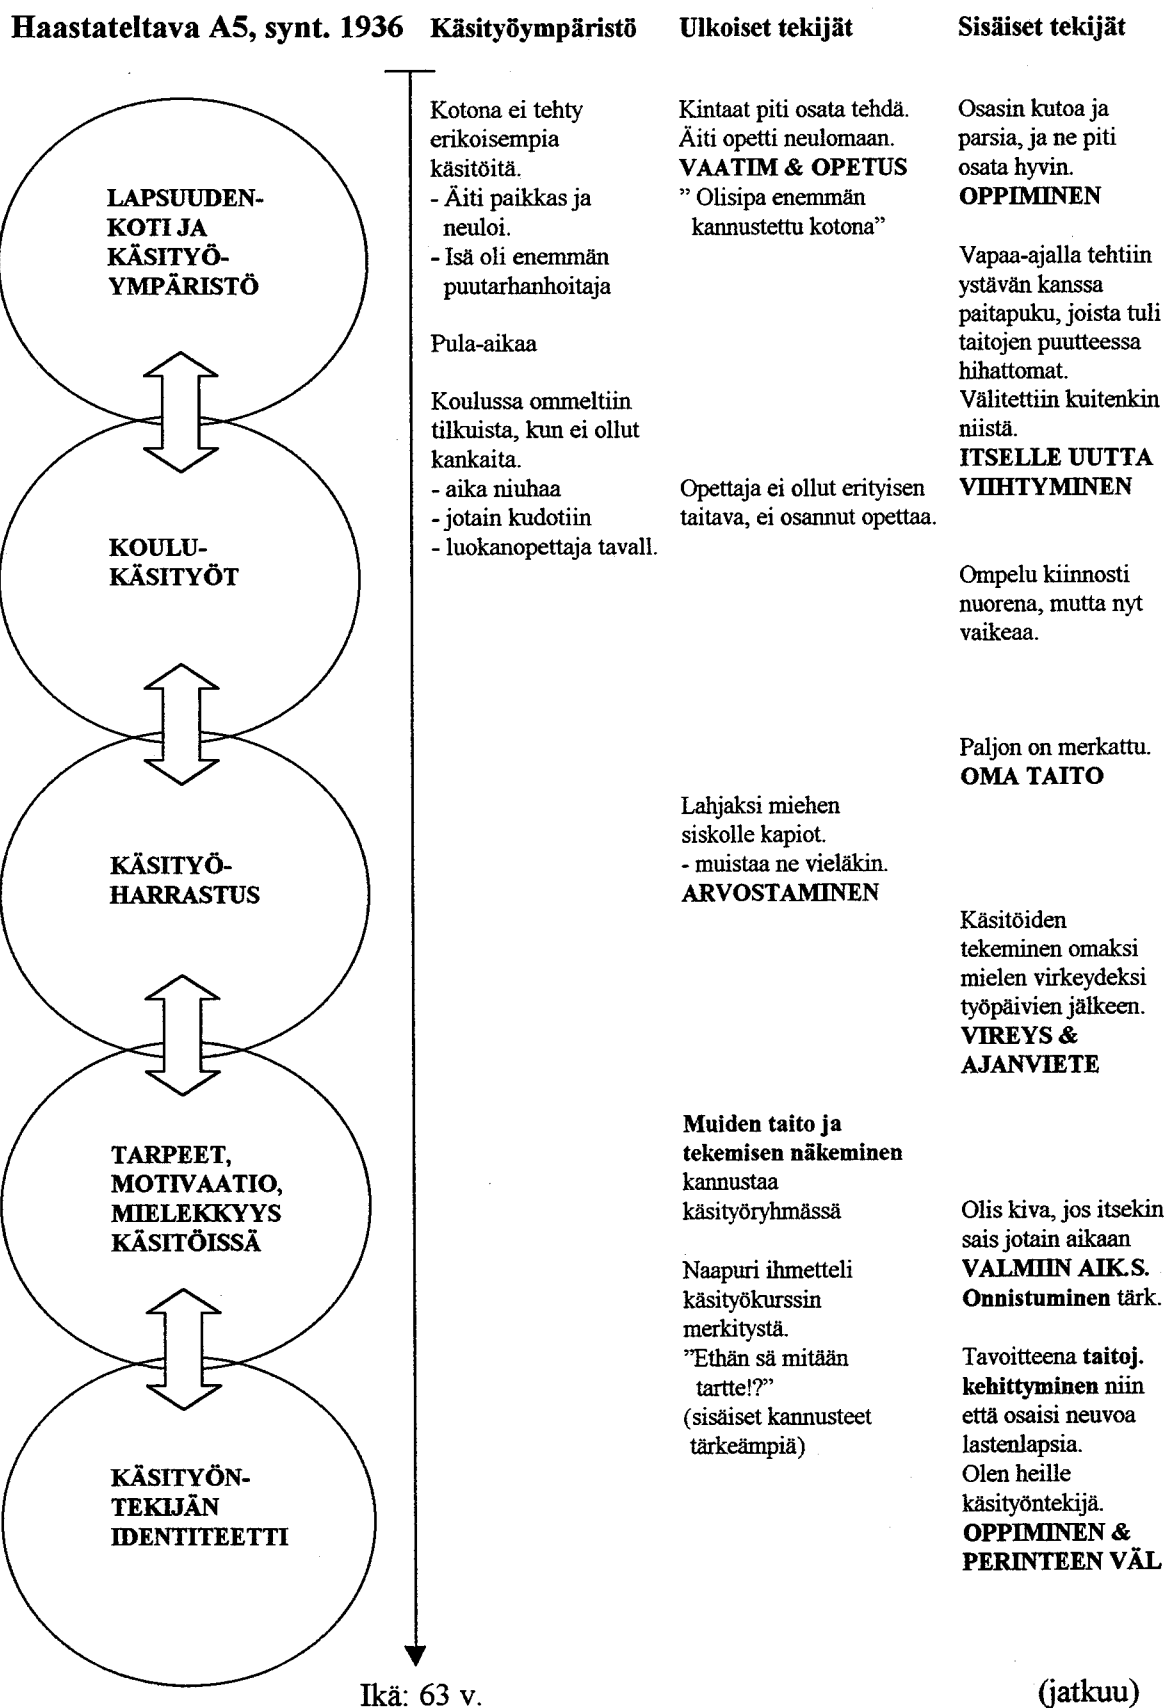 Haastateltava A5, synt. 1936
Käsityöympäristö
Ulkoiset tekijät
Sisäiset tekijät
LAPSUUDEN-
KOTI JA
KÄSITYÖ-
YMPÄRISTÖ
KOULU-
KÄSITYÖT
KÄSITYÖ-
HARRASTUS
TARPEET,
MOTIVAATIO,
MIELEKKYYS
KÄSITÖISSÄ
KÄSITYÖN-
TEKIJÄN
IDENTITEETTI
Kotona ei tehty
erikoisempia
käsitöitä.
- Äiti paikkas ja
neuloi.
- Isä oli enemmän
puutarhanhoitaja
Pula-aikaa
Koulussa ommeltiin
tilkuista, kun ei ollut
kankaita.
- aika niuhaa
- jotain kudotiin
- luokanopettaja tavall.
Kintaat piti osata tehdä.
Äiti opetti neulomaan.
VAATIM & OPETUS
” Olisipa enemmän
kannustettu kotona”
Opettaja ei ollut erityisen
taitava, ei osannut opettaa.
Lahjaksi miehen
siskolle kapiot.
- muistaa ne vieläkin.
ARVOSTAMINEN
Muiden taito ja
tekemisen näkeminen
kannustaa
käsityöryhmässä
Naapuri ihmetteli
käsityökurssin
merkitystä.
”Ethän sä mitään
tartte!?”
(sisäiset kannusteet
tärkeämpiä)
Osasin kutoa ja
parsia, ja ne piti
osata hyvin.
OPPIMINEN
Vapaa-ajalla tehtiin
ystävän kanssa
paitapuku, joista tuli
taitojen puutteessa
hihattomat.
Välitettiin kuitenkin
niistä.
ITSELLE UUTTA
VIIHTYMINEN
Ompelu kiinnosti
nuorena, mutta nyt
vaikeaa.
Paljon on merkattu.
OMA TAITO
Käsitöiden
tekeminen omaksi
mielen virkeydeksi
työpäivien jälkeen.
VIREYS &
AJANVIETE
Olis kiva, jos itsekin
sais jotain aikaan
VALMIIN AIK.S.
Onnistuminen tärk.
Tavoitteena taitoj.
kehittyminen niin
että osaisi neuvoa
lastenlapsia.
Olen heille
käsityöntekijä.
OPPIMINEN &
PERINTEEN VÄL
Ikä: 63 v.
(jatkuu)